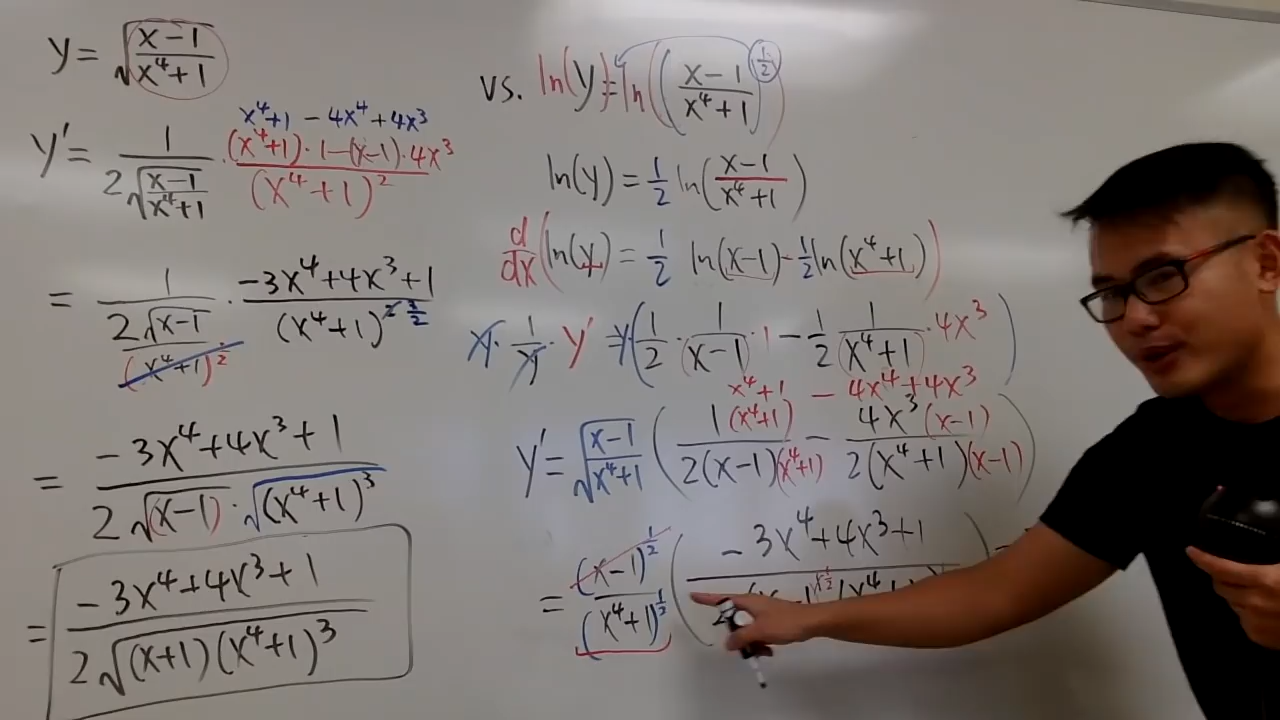 y = √((x-1)/(x⁴+1))
y' = 1/(2√((x-1)/(x⁴+1))) · ((x⁴+1)·1-(x-1)·4x³)/(x⁴+1)²
x⁴+1 - 4x⁴+4x³
= 1/(2√(x-1)/(x⁴+1)²) · (-3x⁴+4x³+1)/(x⁴+1)^(2 3/2)
= (-3x⁴+4x³+1)/(2√(x-1) · √((x⁴+1)³))
= (-3x⁴+4x³+1)/(2√((x+1)(x⁴+1)³))
vs. ln(y) = ln(((x-1)/(x⁴+1))^(1/2))
ln(y) = 1/2 ln((x-1)/(x⁴+1))
d/dx (ln(y) = 1/2 ln(x-1) - 1/2 ln(x⁴+1))
y · 1/y · y' = y(1/2 · 1/(x-1) · 1 - 1/2 1/(x⁴+1) · 4x³)
x⁴+1 - 4x⁴+4x³
y' = √((x-1)/(x⁴+1)) (1(x⁴+1)/(2(x-1)(x⁴+1)) - 4x³(x-1)/(2(x⁴+1)(x-1)))
= (x-1)^(1/2)/(x⁴+1)^(1/2) (-3x⁴+4x³+1)